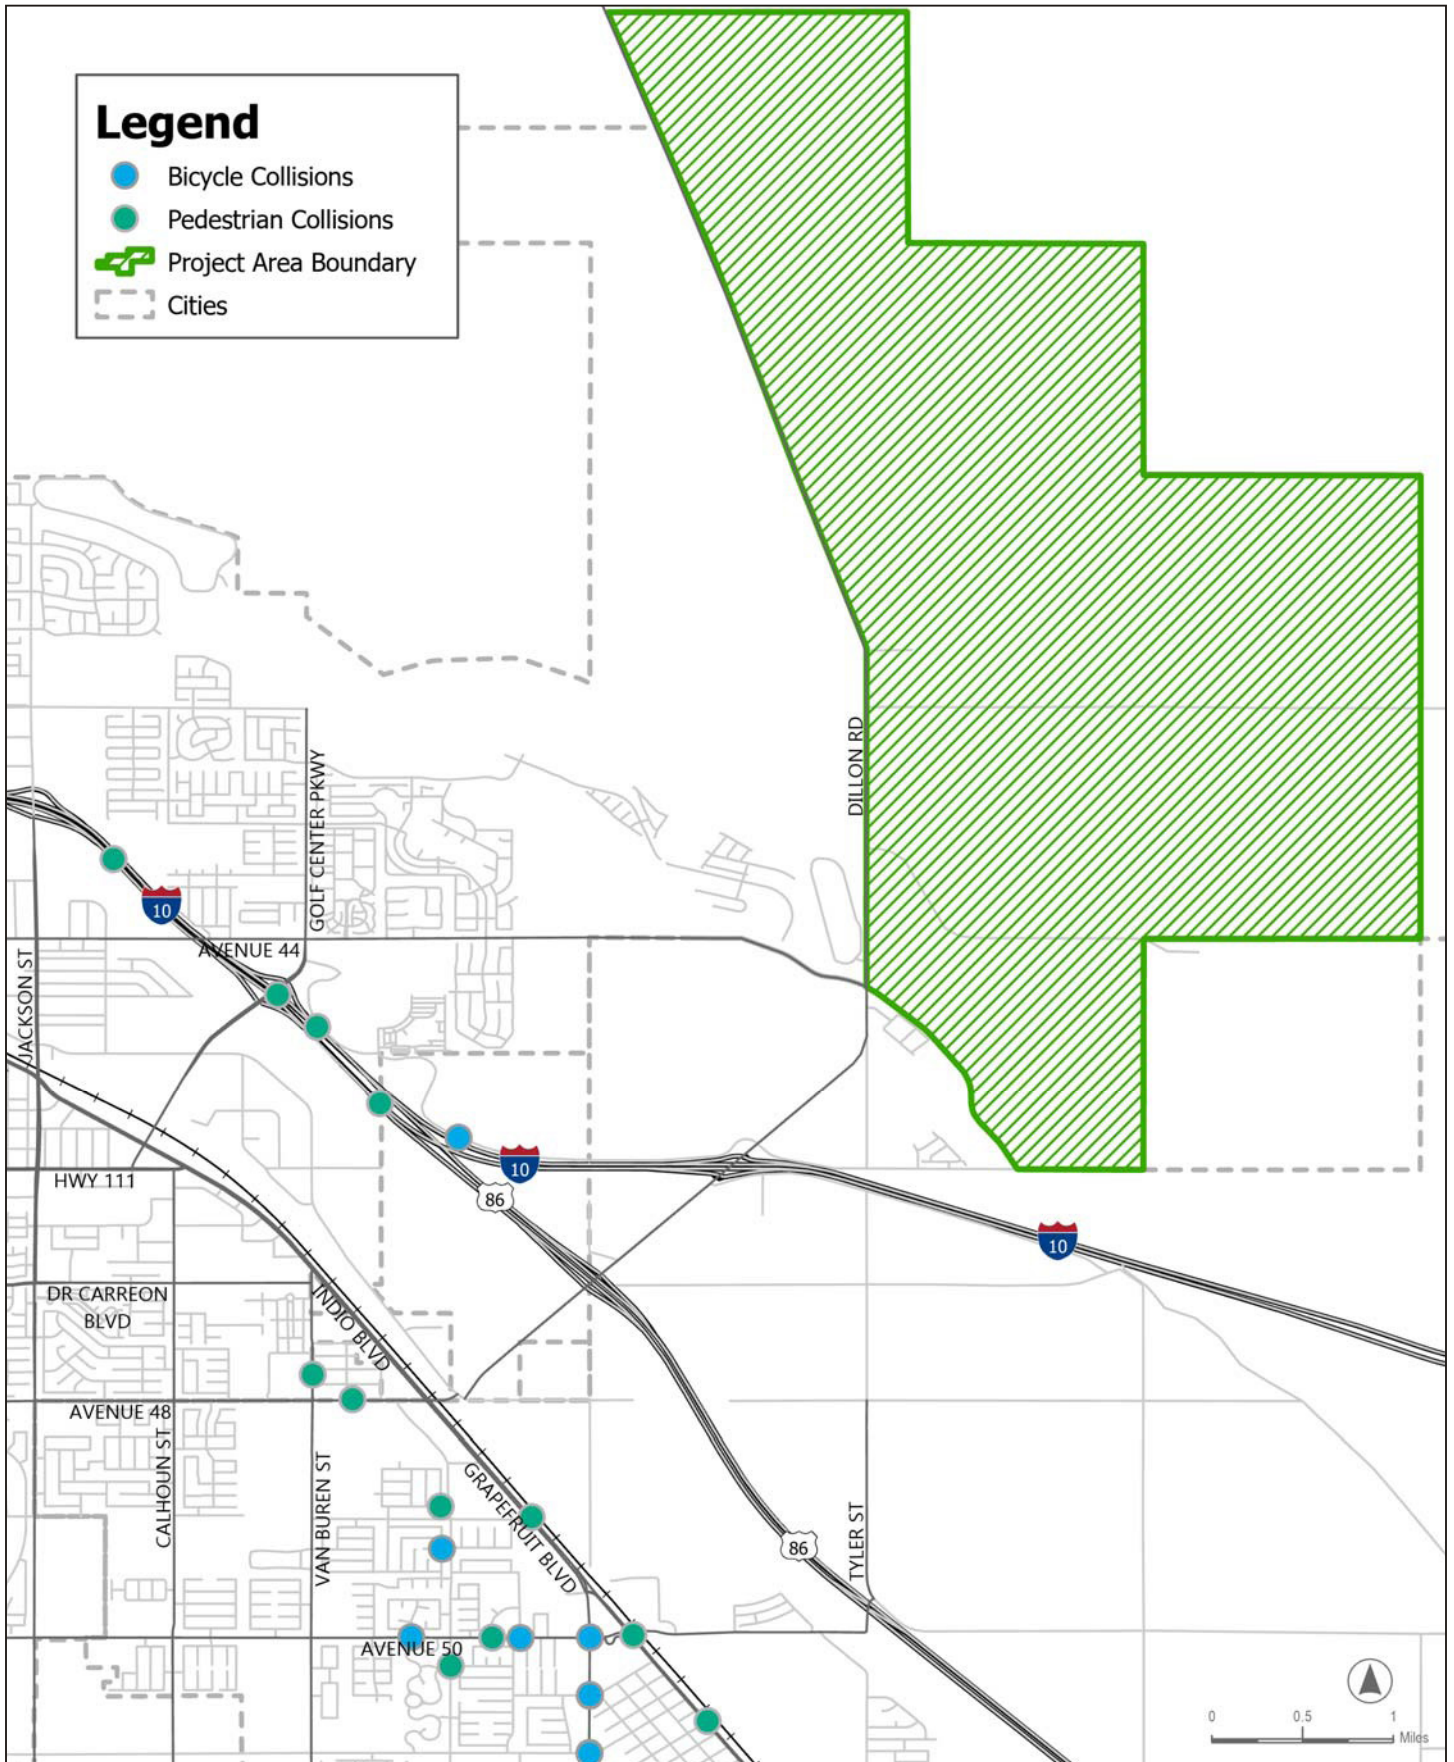 Legend
Bicycle Collisions
Pedestrian Collisions
Project Area Boundary
Cities
DILLON RD
GOLF CENTER PKWY
10
AVENUE 44
JACKSON ST
10
HWY 111
86
10
DR CARREON
BLVD
INDIO BLVD
AVENUE 48
CALHOUN ST
VAN BUREN ST
GRAPEFRUIT BLVD
TYLER ST
86
AVENUE 50
0 0.5 1
Miles